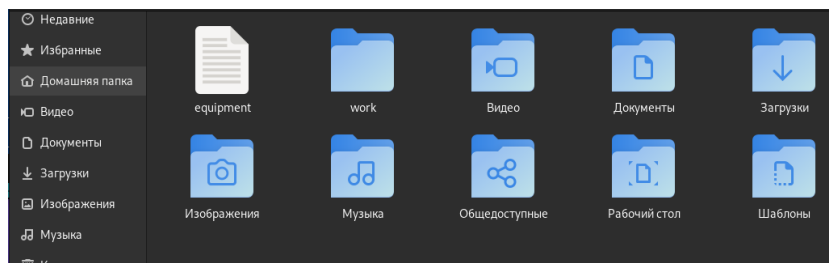 Недавние
Избранные
Домашняя папка
Видео
Документы
Загрузки
Изображения
Музыка
equipment
work
Видео
Документы
Загрузки
Изображения
Музыка
Общедоступные
Рабочий стол
Шаблоны